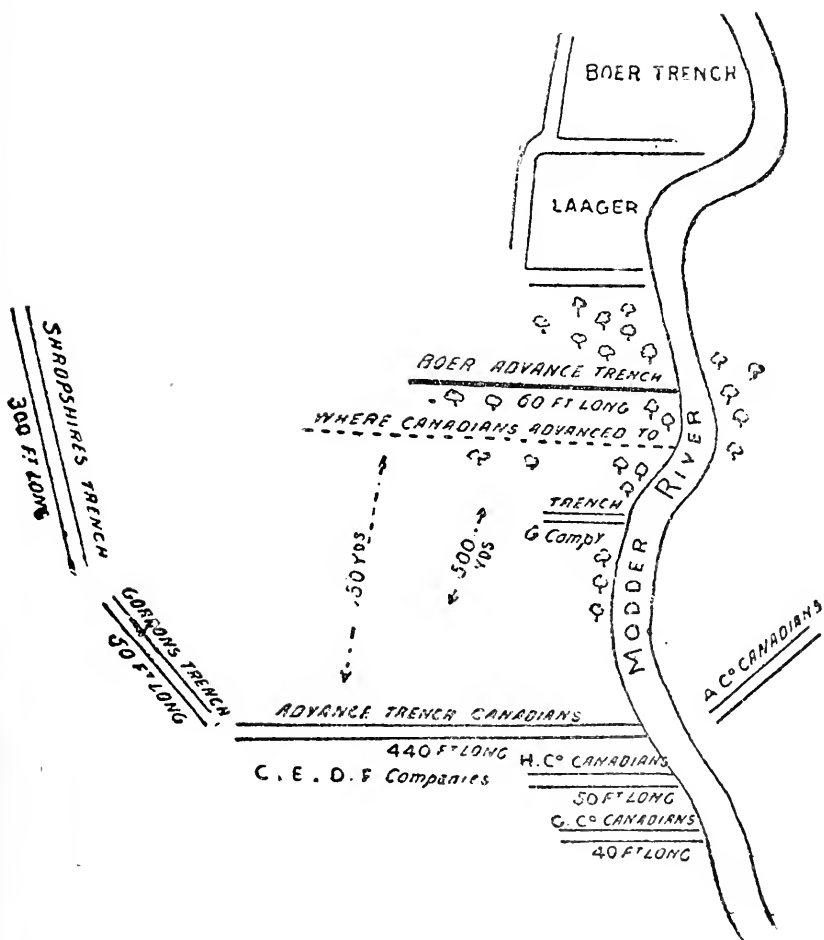 BOER TRENCH
LAAGER
BOER ADVANCE TRENCH
60 FT LONG
WHERE CANADIANS ADVANCED TO
SHROPSHIRES TRENCH
300 FT LONG
TRENCH
G Compy
50 YDS
500 YDS
MODDER RIVER
GORDONS TRENCH
50 FT LONG
A Co CANADIANS
ADVANCE TRENCH CANADIANS
440 FT LONG
C. E. D. F Companies
H. Co CANADIANS
50 FT LONG
G. Co CANADIANS
40 FT LONG